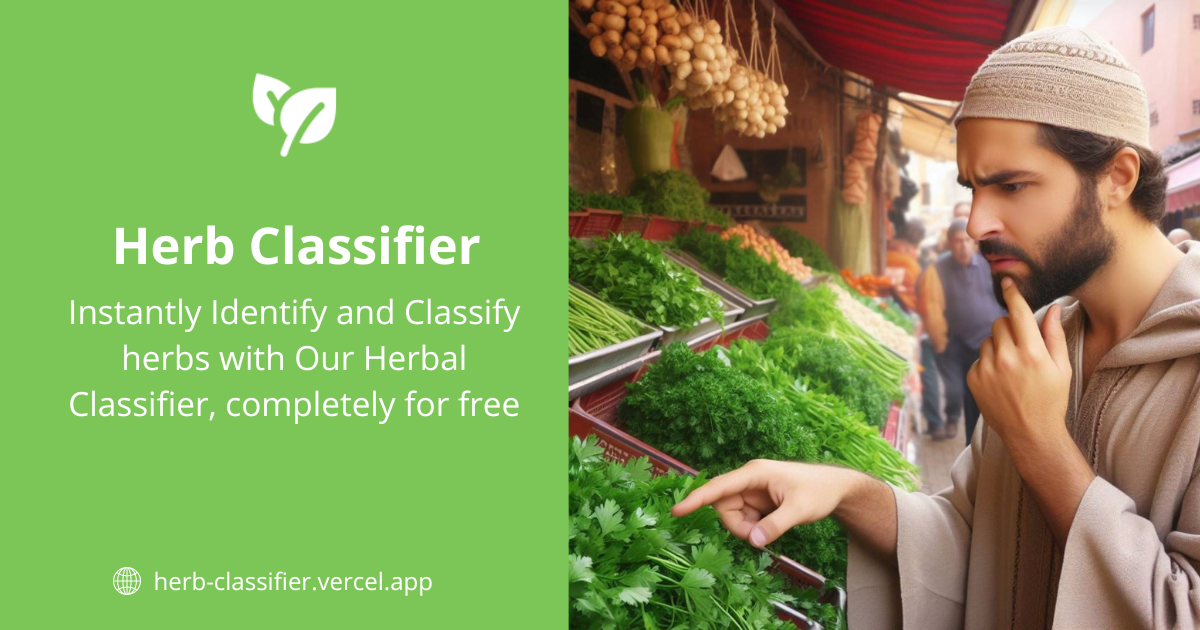 Herb Classifier
Instantly Identify and Classify
herbs with Our Herbal
Classifier, completely for free
herb-classifier.vercel.app